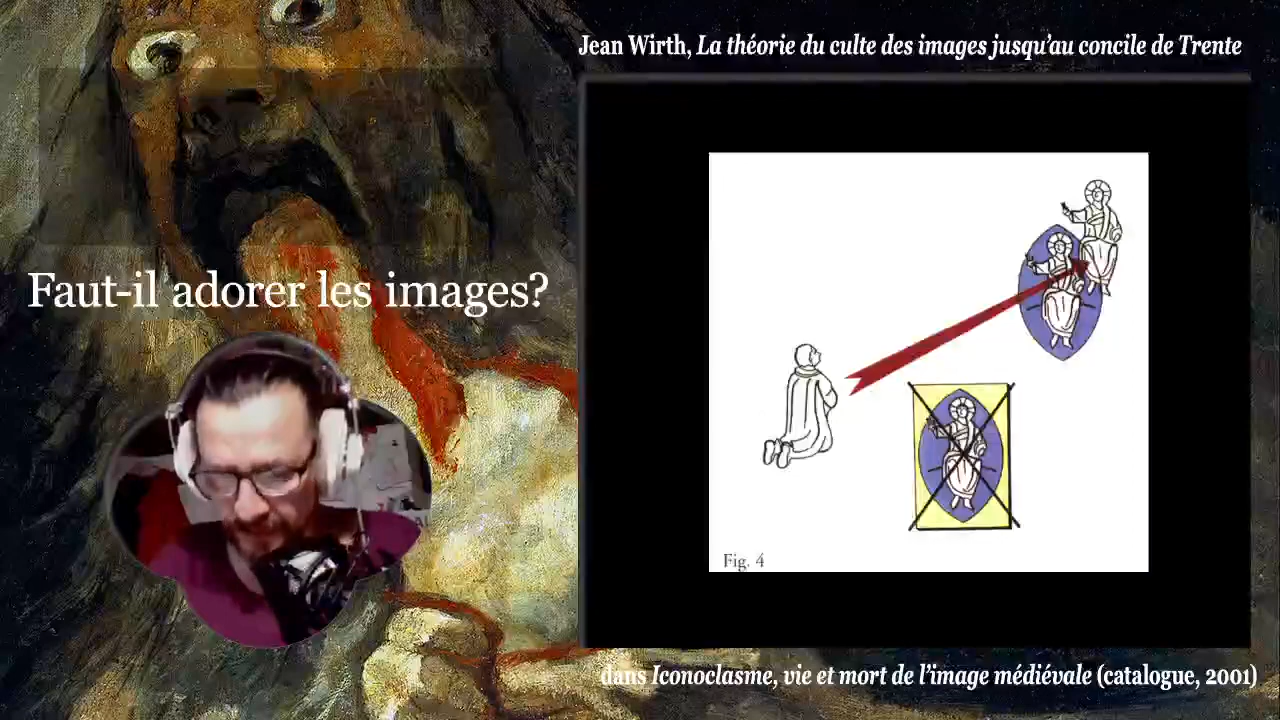 Jean Wirth, La théorie du culte des images jusqu'au concile de Trente
Faut-il adorer les images?
Fig. 4
dans Iconoclasme, vie et mort de l'image médiévale (catalogue, 2001)